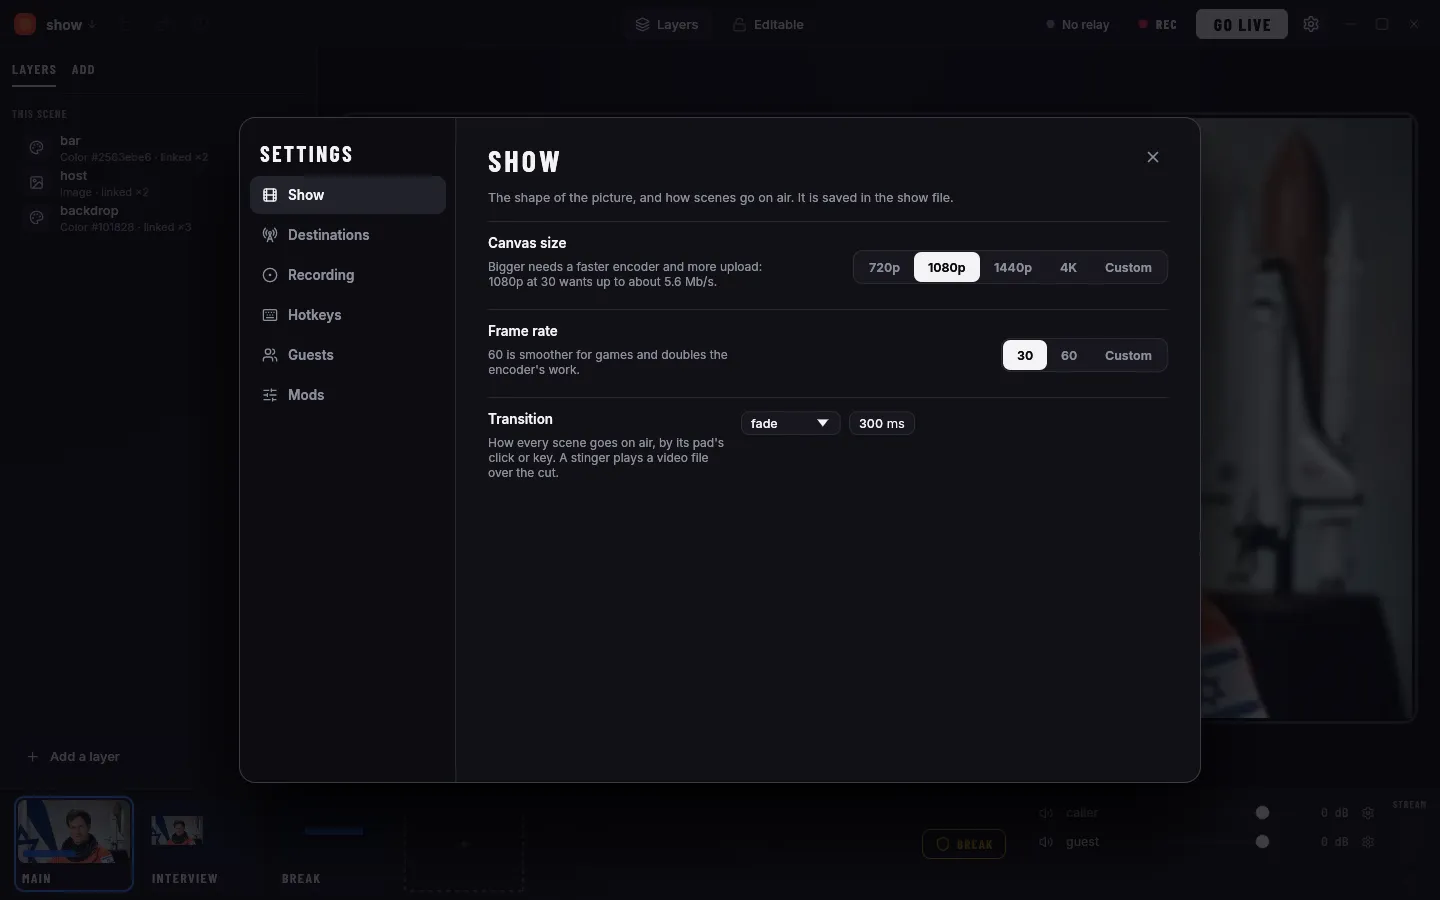 show
Layers
Editable
No relay
REC
GO LIVE
LAYERS
ADD
THIS SCENE
bar
Color #2563ebe6 · linked ×2
host
Image · linked ×2
backdrop
Color #101828 · linked ×3
Add a layer
SETTINGS
Show
Destinations
Recording
Hotkeys
Guests
Mods
SHOW
The shape of the picture, and how scenes go on air. It is saved in the show file.
Canvas size
Bigger needs a faster encoder and more upload:
1080p at 30 wants up to about 5.6 Mb/s.
720p
1080p
1440p
4K
Custom
Frame rate
60 is smoother for games and doubles the
encoder's work.
30
60
Custom
Transition
How every scene goes on air, by its pad's
click or key. A stinger plays a video file
over the cut.
fade
300 ms
MAIN
INTERVIEW
BREAK
BREAK
caller
0 dB
guest
0 dB
STREAM